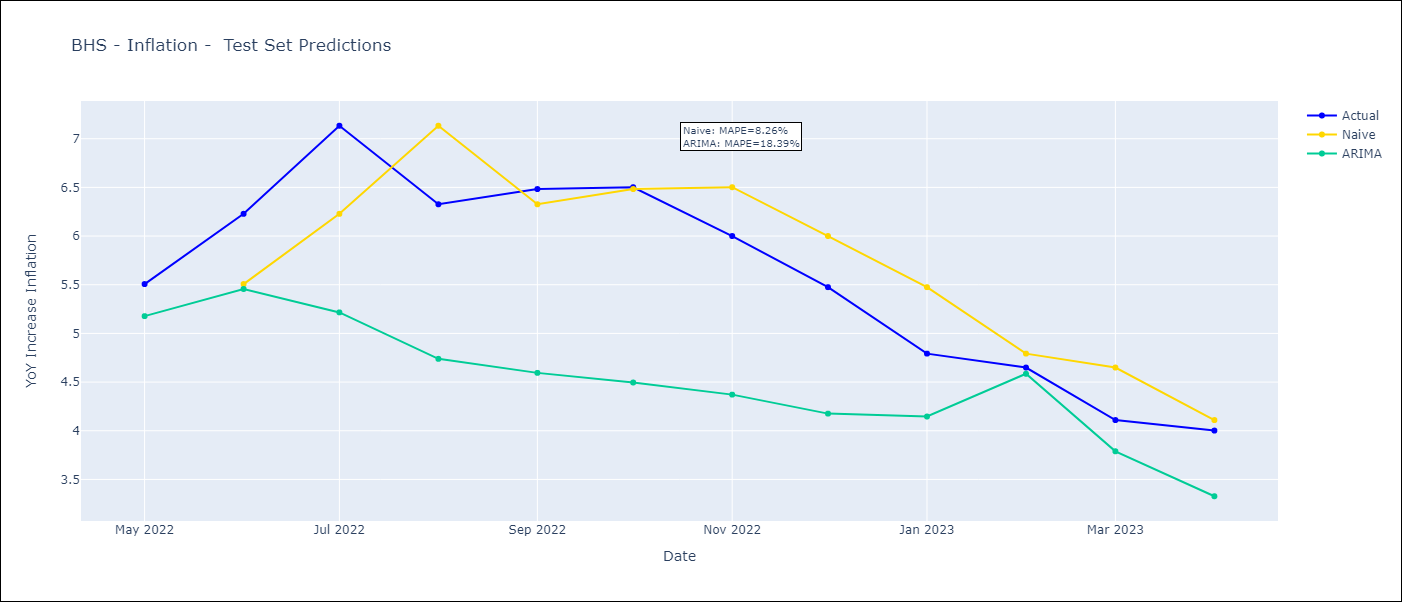 BHS - Inflation -  Test Set Predictions
Actual
Naive
ARIMA
Naive: MAPE=8.26%
ARIMA: MAPE=18.39%
YoY Increase Inflation
7
6.5
6
5.5
5
4.5
4
3.5
May 2022
Jul 2022
Sep 2022
Nov 2022
Jan 2023
Mar 2023
Date